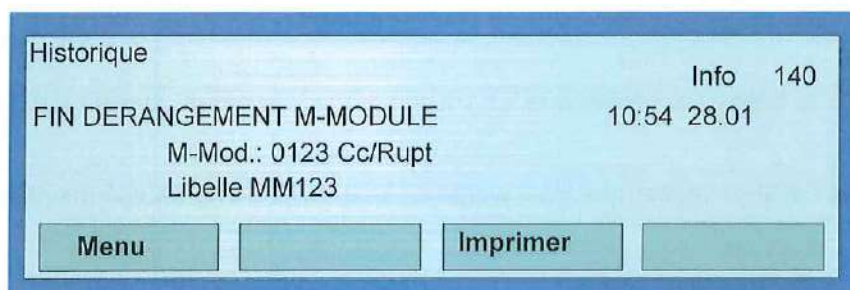 Historique
Info 140
FIN DERANGEMENT M-MODULE 10:54 28.01
M-Mod.: 0123 Cc/Rupt
Libelle MM123
Menu Imprimer